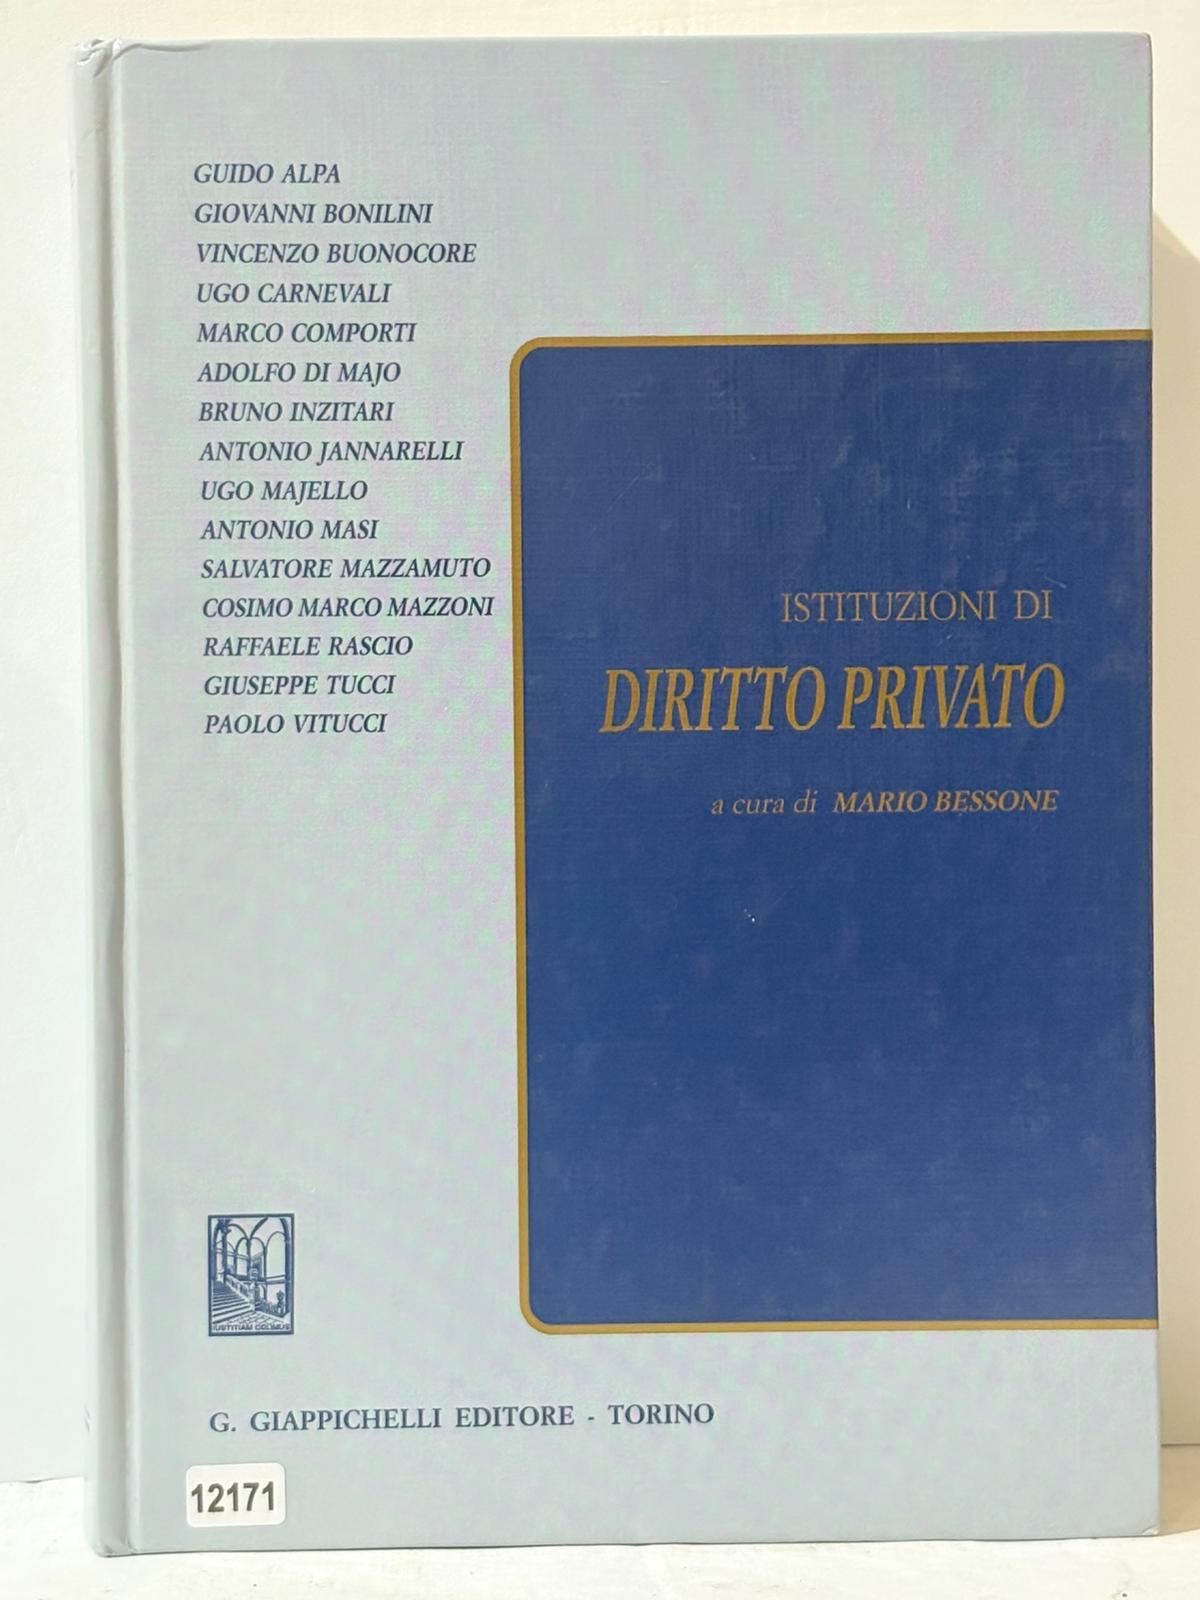 GUIDO ALPA
GIOVANNI BONILINI
VINCENZO BUONOCORE
UGO CARNEVALI
MARCO COMPORTI
ADOLFO DI MAJO
BRUNO INZITARI
ANTONIO JANNARELLI
UGO MAJELLO
ANTONIO MASI
SALVATORE MAZZAMUTO
COSIMO MARCO MAZZONI
RAFFAELE RASCIO
GIUSEPPE TUCCI
PAOLO VITUCCI
ISTITUZIONI DI
DIRITTO PRIVATO
a cura di MARIO BESSONE
IUSTITIAM COLIMUS
G. GIAPPICHELLI EDITORE - TORINO
12171